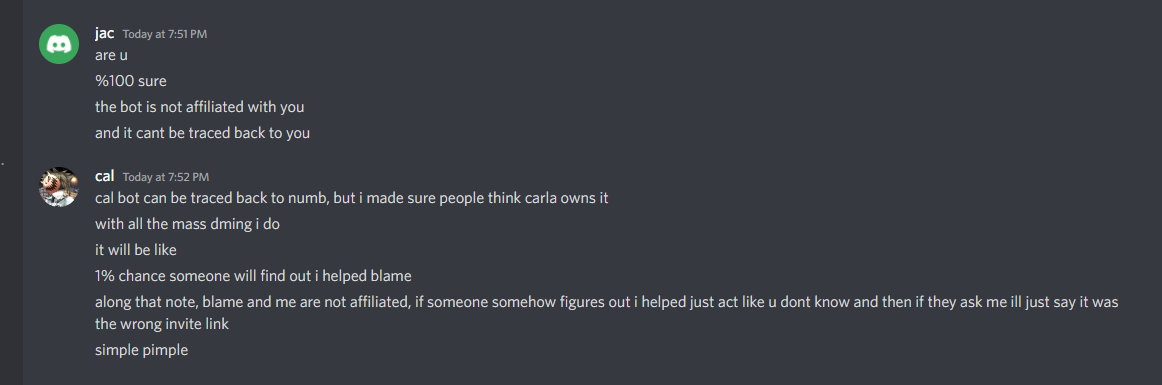 jac Today at 7:51 PM
are u
%100 sure
the bot is not affiliated with you
and it cant be traced back to you
cal Today at 7:52 PM
cal bot can be traced back to numb, but i made sure people think carla owns it
with all the mass dming i do
it will be like
1% chance someone will find out i helped blame
along that note, blame and me are not affiliated, if someone somehow figures out i helped just act like u dont know and then if they ask me ill just say it was
the wrong invite link
simple pimple